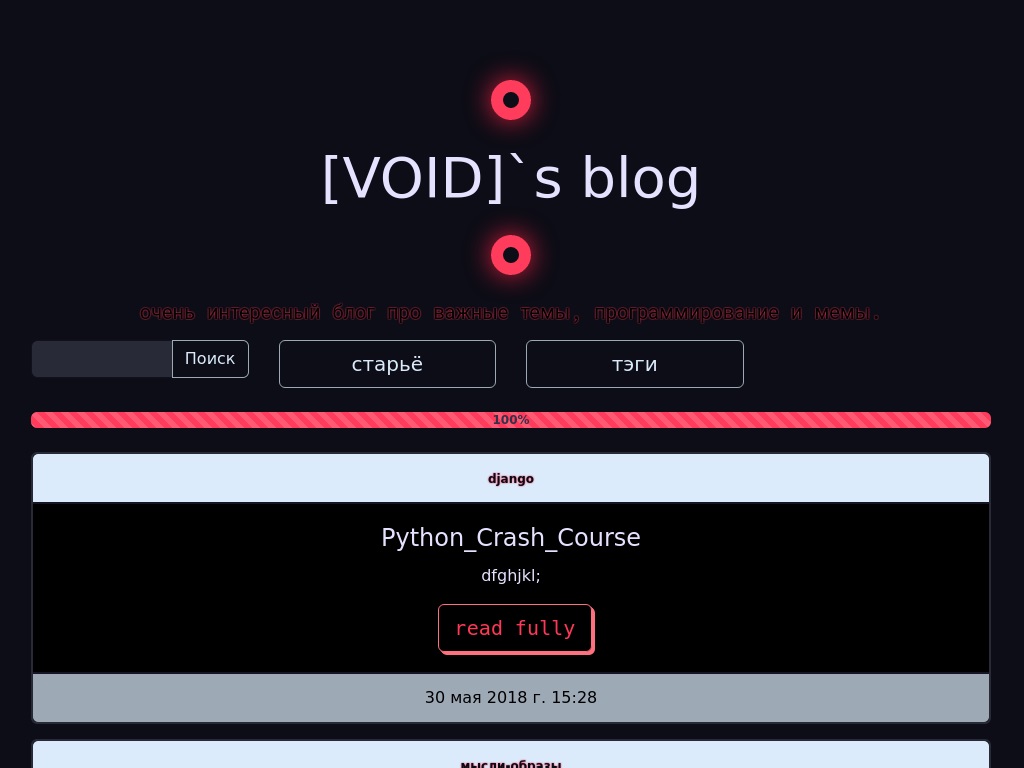 [VOID]`s blog
очень интересный блог про важные темы, программирование и мемы.
Поиск
старьё
тэги
100%
django
Python_Crash_Course
dfghjkl;
read fully
30 мая 2018 г. 15:28
мысли-образы